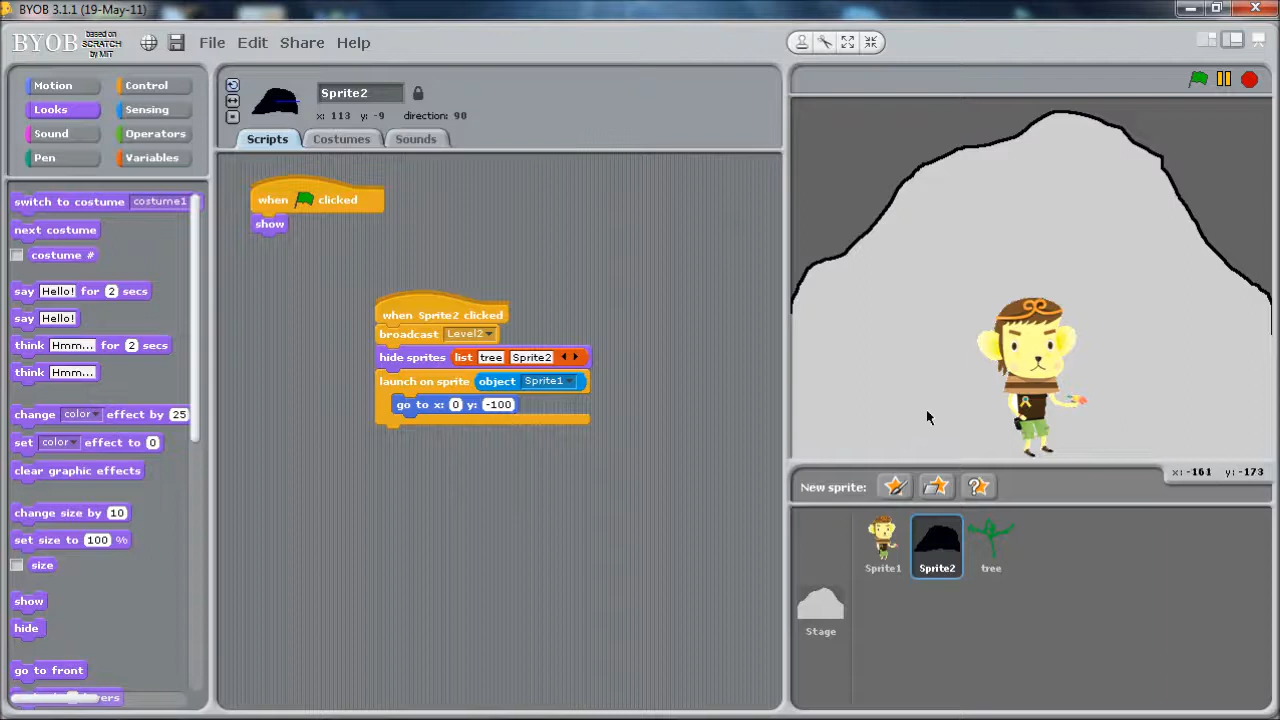 BYOB 3.1.1 (19-May-11)
BYOB based on SCRATCH by MIT File Edit Share Help
Motion Control
Looks Sensing
Sound Operators
Pen Variables
Sprite2
x: 113 y: -9 direction: 90
Scripts Costumes Sounds
switch to costume costume1
next costume
costume #
say Hello! for 2 secs
say Hello!
think Hmm... for 2 secs
think Hmm...
change color effect by 25
set color effect to 0
clear graphic effects
change size by 10
set size to 100 %
size
show
hide
go to front
when clicked
show
when Sprite2 clicked
broadcast Level2
hide sprites list tree Sprite2
launch on sprite object Sprite1
go to x: 0 y: -100
x: -161 y: -173
New sprite:
Sprite1 Sprite2 tree
Stage